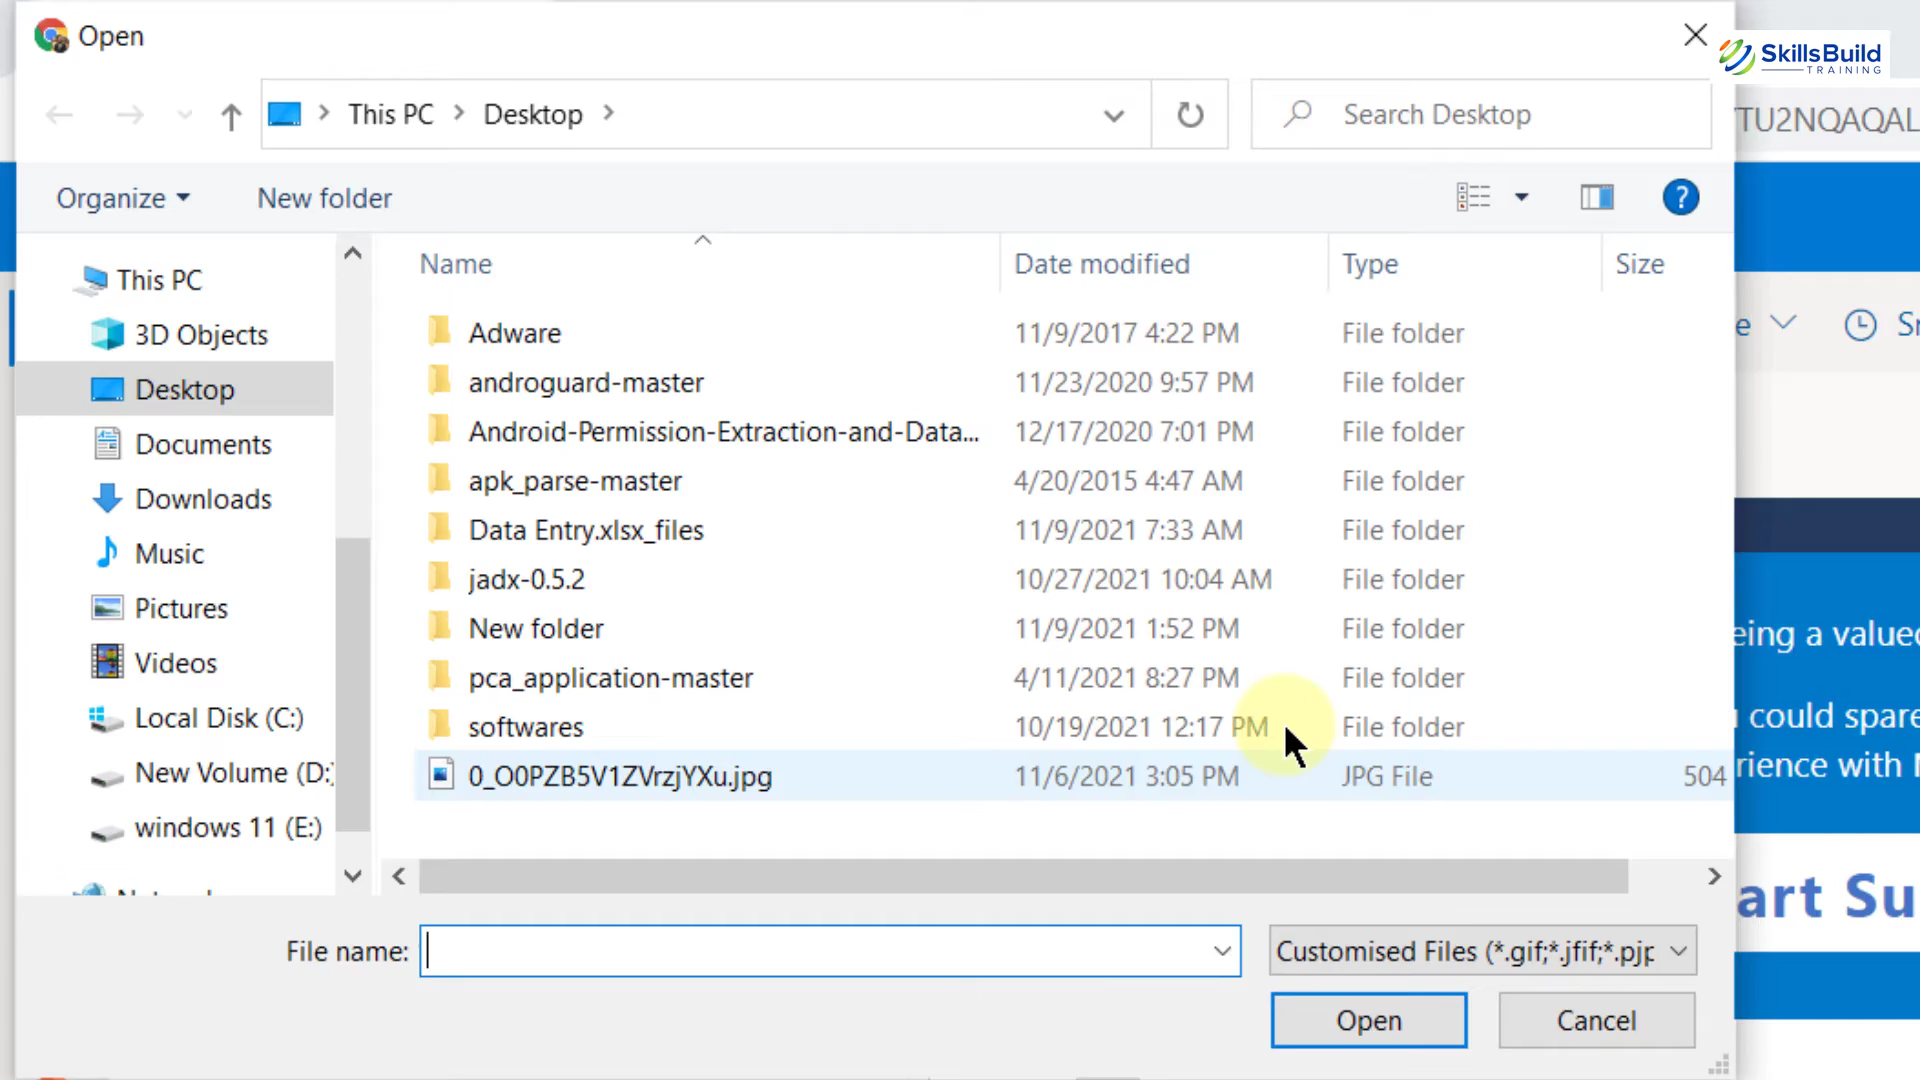 Open
SkillsBuild
TRAINING
This PC > Desktop >
Search Desktop
TU2NQAQAL
Organize
New folder
?
This PC
3D Objects
Desktop
Documents
Downloads
Music
Pictures
Videos
Local Disk (C:)
New Volume (D:)
windows 11 (E:)
Name Date modified Type Size
Adware 11/9/2017 4:22 PM File folder
androguard-master 11/23/2020 9:57 PM File folder
Android-Permission-Extraction-and-Data... 12/17/2020 7:01 PM File folder
apk_parse-master 4/20/2015 4:47 AM File folder
Data Entry.xlsx_files 11/9/2021 7:33 AM File folder
jadx-0.5.2 10/27/2021 10:04 AM File folder
New folder 11/9/2021 1:52 PM File folder
pca_application-master 4/11/2021 8:27 PM File folder
softwares 10/19/2021 12:17 PM File folder
0_O0PZB5V1ZVrzjYXu.jpg 11/6/2021 3:05 PM JPG File 504
e Sn
eing a valued
could spare
rience with
art Su
File name:
Customised Files (*.gif;*.jfif;*.pjp
Open
Cancel